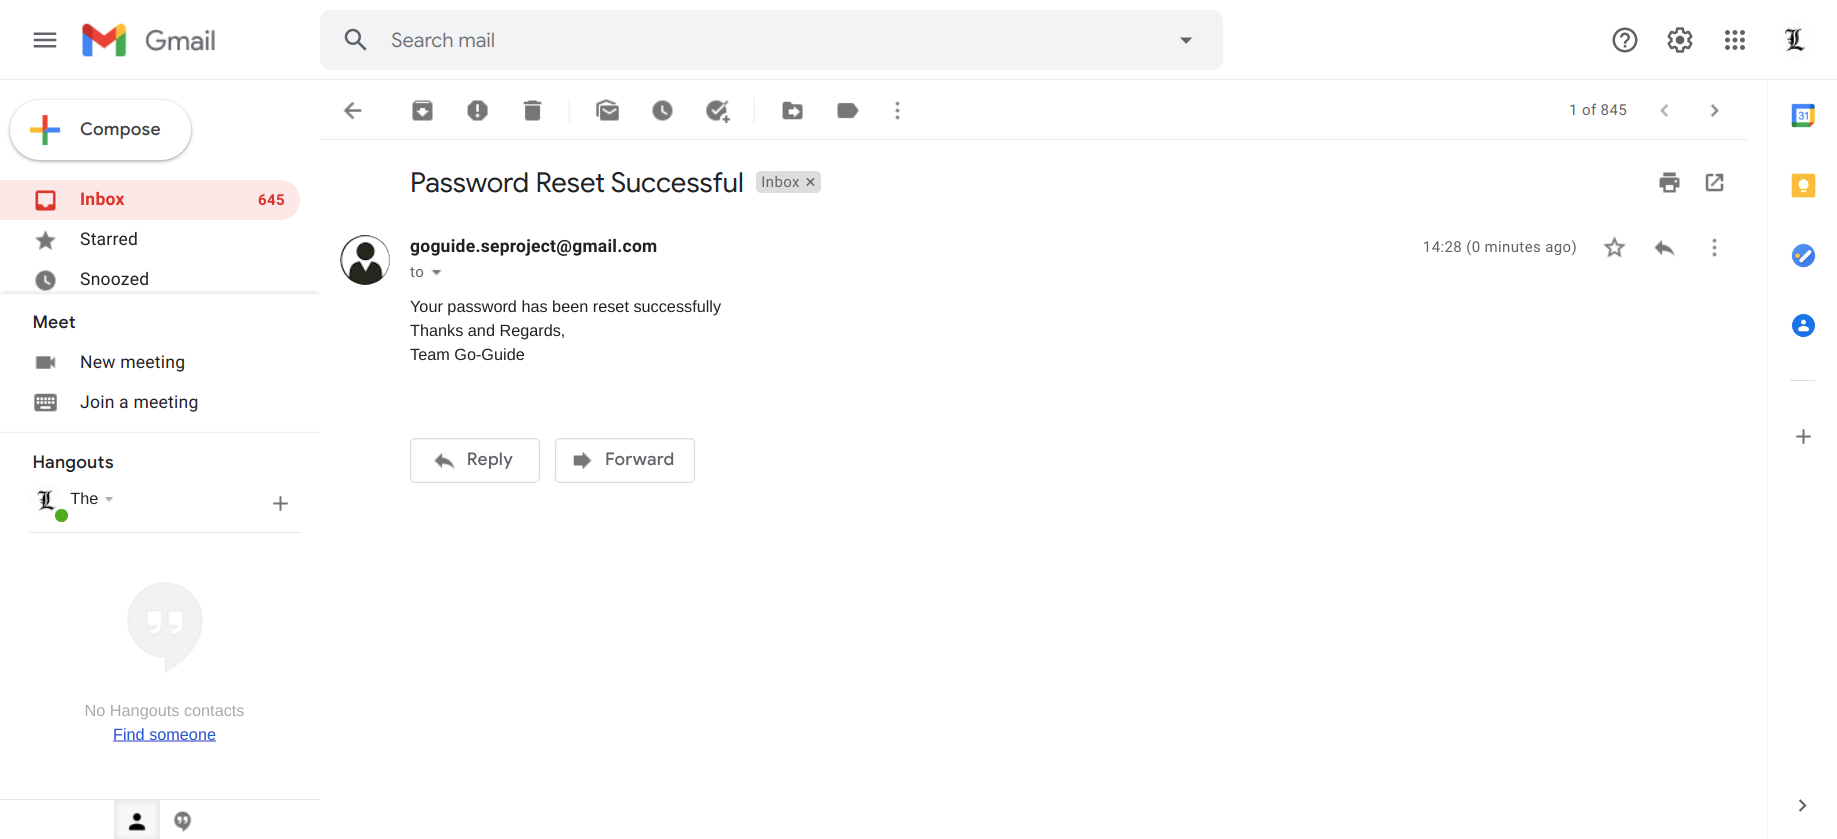 Gmail
Search mail
Compose
1 of 845
Inbox 645
Starred
Snoozed
Password Reset Successful Inbox ×
goguide.seproject@gmail.com 14:28 (0 minutes ago)
to
Your password has been reset successfully
Thanks and Regards,
Team Go-Guide
Reply Forward
Meet
New meeting
Join a meeting
Hangouts
L The
No Hangouts contacts
Find someone
L
31